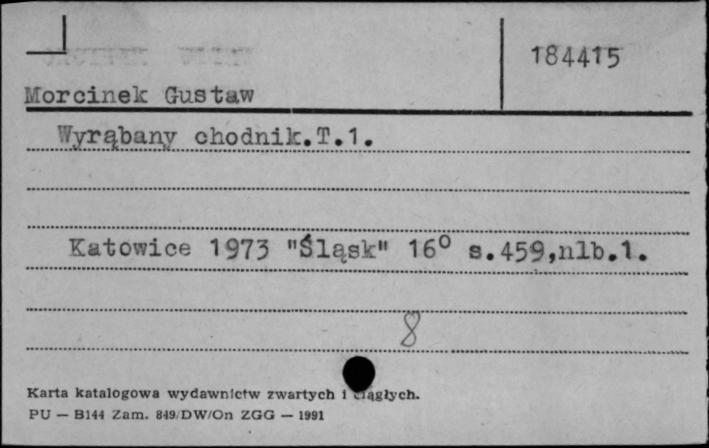 184415
Morcinek Gustaw
Wyrąbany chodnik.T.1.
Katowice 1973 "Śląsk" 16° s.459,nlb.1.
8
Karta katalogowa wydawnictw zwartych i ciągłych.
PU — B144 Zam. 849/DW/On ZGG — 1991